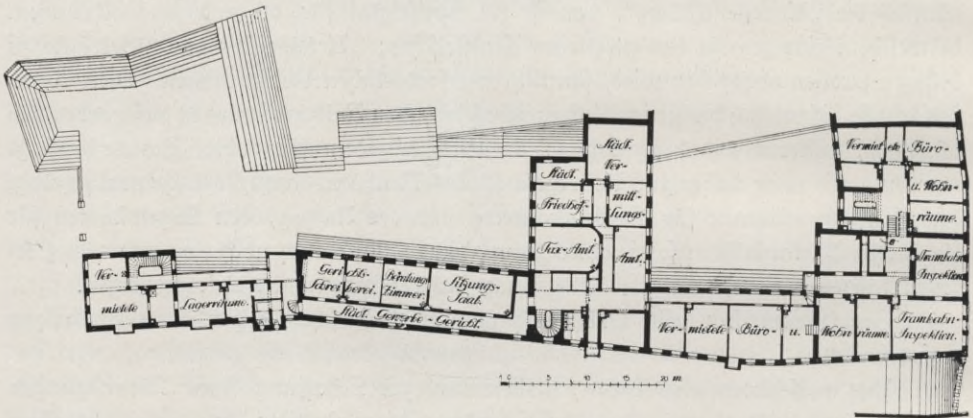 Städt.
Ver-
mitt-
lungs-
Amt.
Städt.
Friedhof-
Tax-Amt.
Vermietete Büro-
u. Wohn
räume.
Trambahn
Inspektion
Ver-
mietete
Lagerräume.
Gerichts-
schreiberei.
Beratungs
Zimmer.
Sitzungs-
Saal.
Städt. Gewerbe-Gericht.
Ver- mietete Büro- u. Wohn räume.
Trambahn-
Inspektion.
1 0 5 10 15 20 m